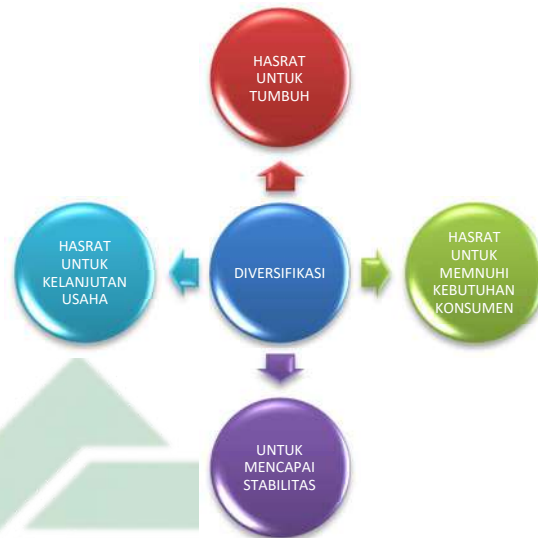 HASRAT
UNTUK
TUMBUH
HASRAT
UNTUK
KELANJUTAN
USAHA
DIVERSIFIKASI
HASRAT
UNTUK
MEMNUHI
KEBUTUHAN
KONSUMEN
UNTUK
MENCAPAI
STABILITAS